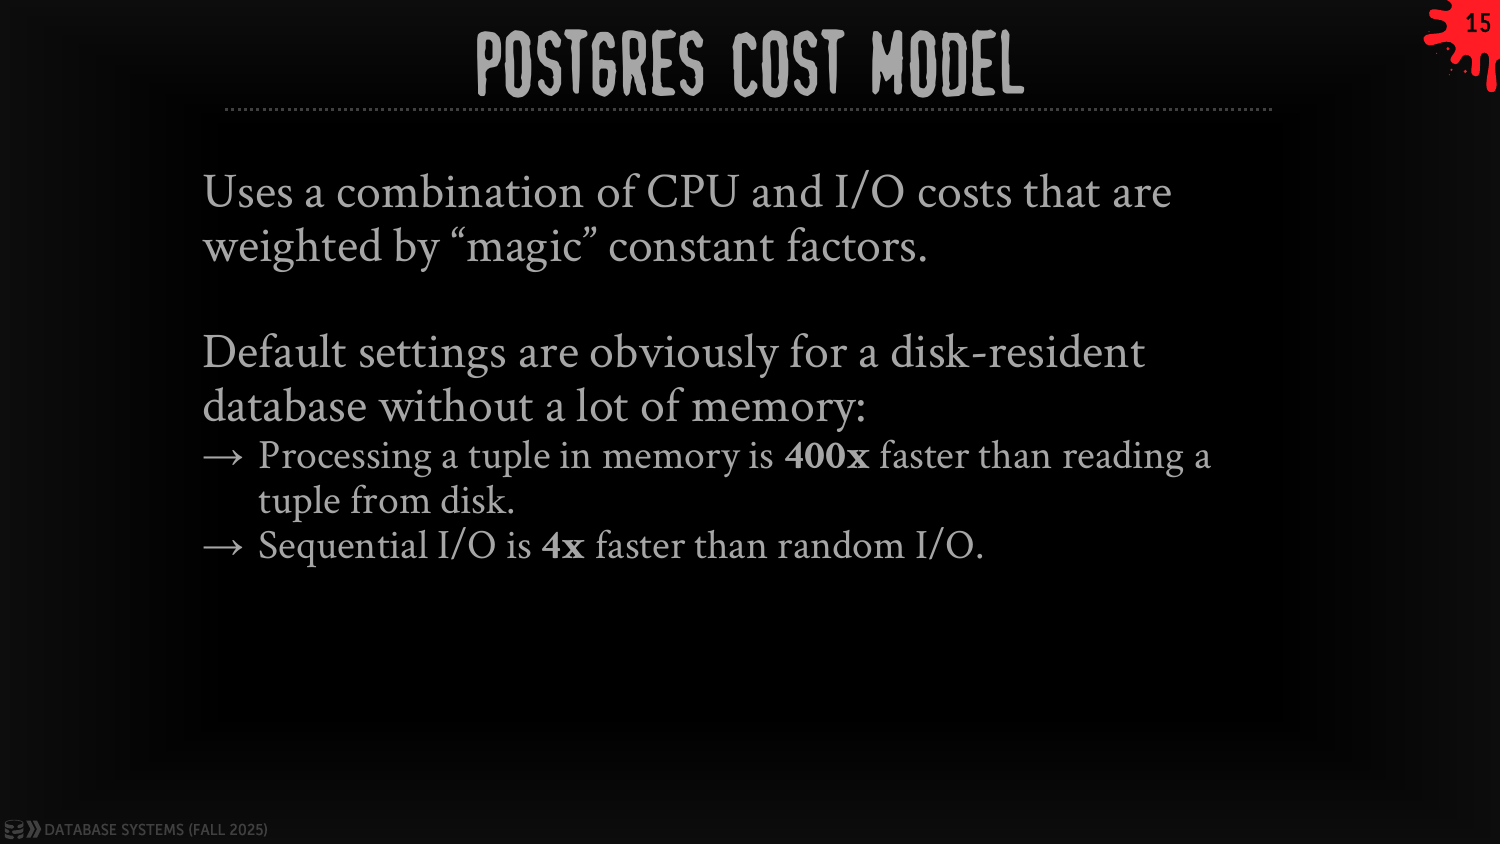 15
POSTGRES COST MODEL
Uses a combination of CPU and I/O costs that are
weighted by “magic” constant factors.
Default settings are obviously for a disk-resident
database without a lot of memory:
→ Processing a tuple in memory is 400x faster than reading a
tuple from disk.
→ Sequential I/O is 4x faster than random I/O.
DATABASE SYSTEMS (FALL 2025)